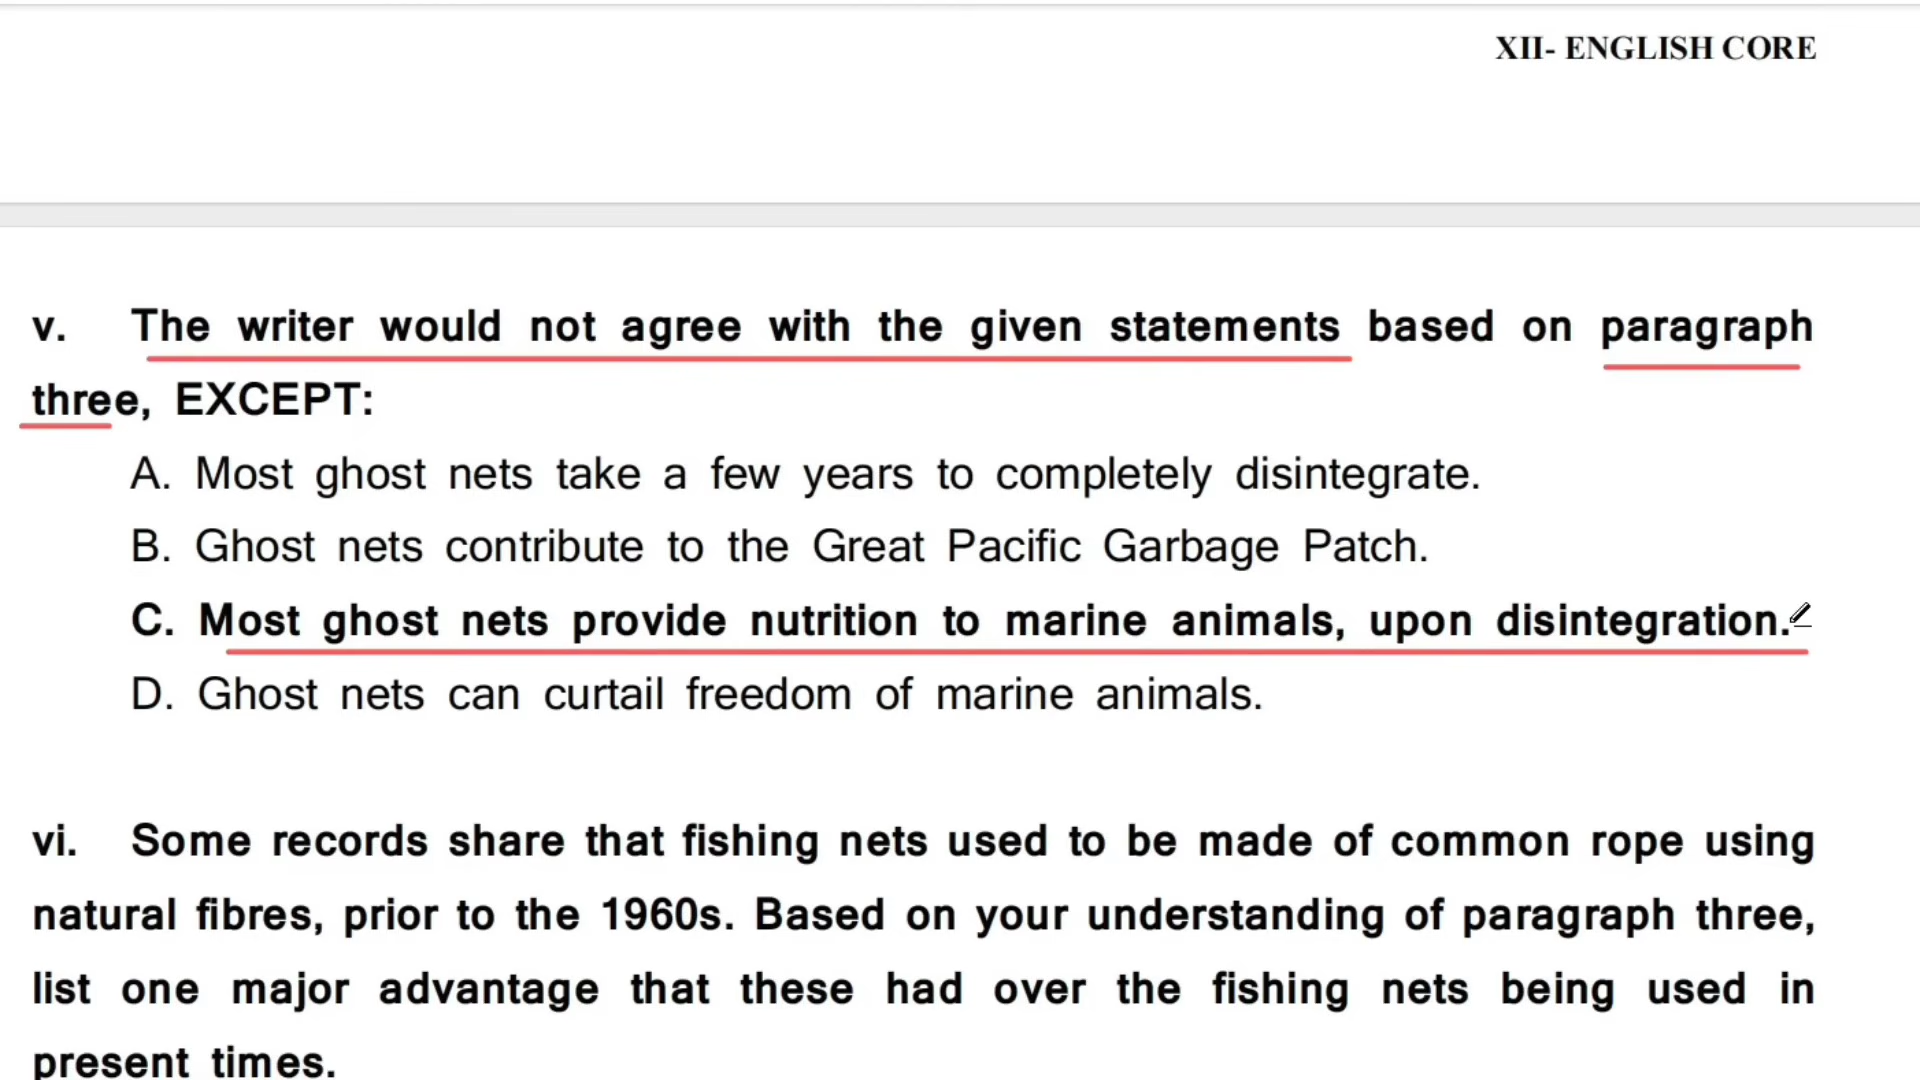 XII- ENGLISH CORE
v. The writer would not agree with the given statements based on paragraph
three, EXCEPT:
A. Most ghost nets take a few years to completely disintegrate.
B. Ghost nets contribute to the Great Pacific Garbage Patch.
C. Most ghost nets provide nutrition to marine animals, upon disintegration.
D. Ghost nets can curtail freedom of marine animals.
vi. Some records share that fishing nets used to be made of common rope using
natural fibres, prior to the 1960s. Based on your understanding of paragraph three,
list one major advantage that these had over the fishing nets being used in
present times.